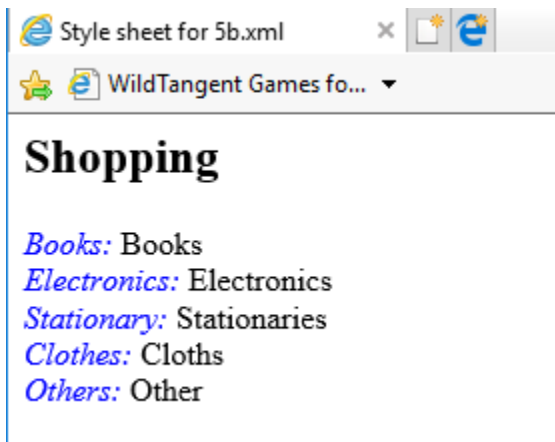 Style sheet for 5b.xml
WildTangent Games fo...
Shopping
Books: Books
Electronics: Electronics
Stationary: Stationaries
Clothes: Cloths
Others: Other